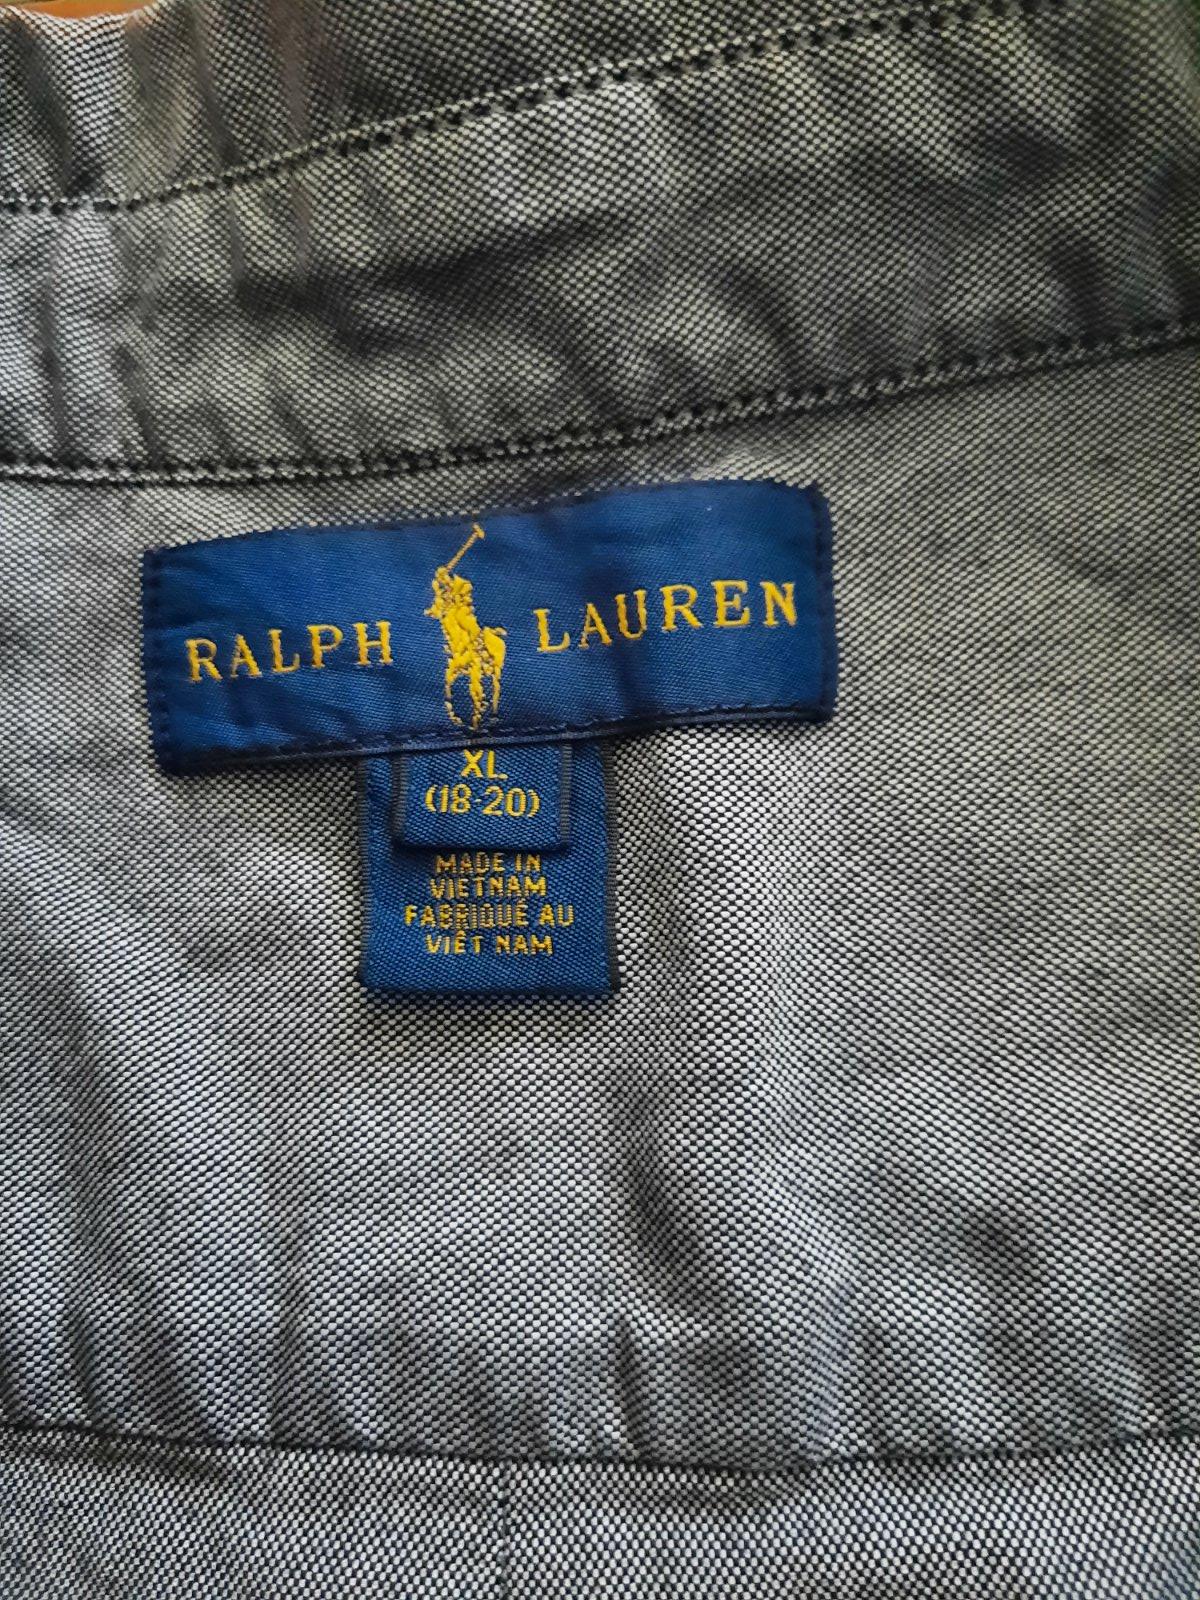 RALPH LAUREN
XL
(18-20)
MADE IN
VIETNAM
FABRIQUÉ AU
VIÊT NAM